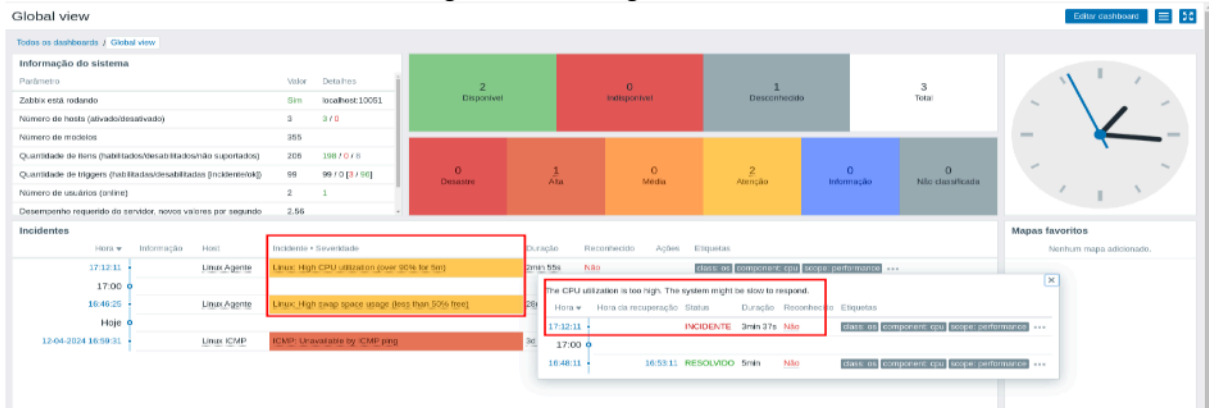 Global view
Editar dashboard
Todos os dashboards / Global view
Informação do sistema
Parâmetro Valor Detalhes
Zabbix está rodando Sim localhost:10051
Número de hosts (ativado/desativado) 3 3 / 0
Número de modelos 355
Quantidade de itens (habilitados/desabilitados/não suportados) 206 198 / 0 / 8
Quantidade de triggers (habilitadas/desabilitadas [incidente/ok]) 99 99 / 0 [3 / 96]
Número de usuários (online) 2 1
Desempenho requerido do servidor, novos valores por segundo 2.56
2 Disponível
0 Indisponível
1 Desconhecido
3 Total
0 Desastre
1 Alta
0 Média
2 Atenção
0 Informação
0 Não classificada
Incidentes
Hora Informação Host Incidente • Severidade Duração Reconhecido Ações Etiquetas
17:12:11 Linux Agente Linux: High CPU utilization (over 90% for 5m) 2min 55s Não class: os component: cpu scope: performance
17:00
16:46:25 Linux Agente Linux: High swap space usage (less than 50% free)
Hoje
12-04-2024 16:59:31 Linux ICMP ICMP: Unavailable by ICMP ping 3d
Mapas favoritos
Nenhum mapa adicionado.
The CPU utilization is too high. The system might be slow to respond.
Hora Hora da recuperação Status Duração Reconhecido Etiquetas
17:12:11 INCIDENTE 3min 37s Não class: os component: cpu scope: performance
17:00
16:48:11 16:53:11 RESOLVIDO 5min Não class: os component: cpu scope: performance